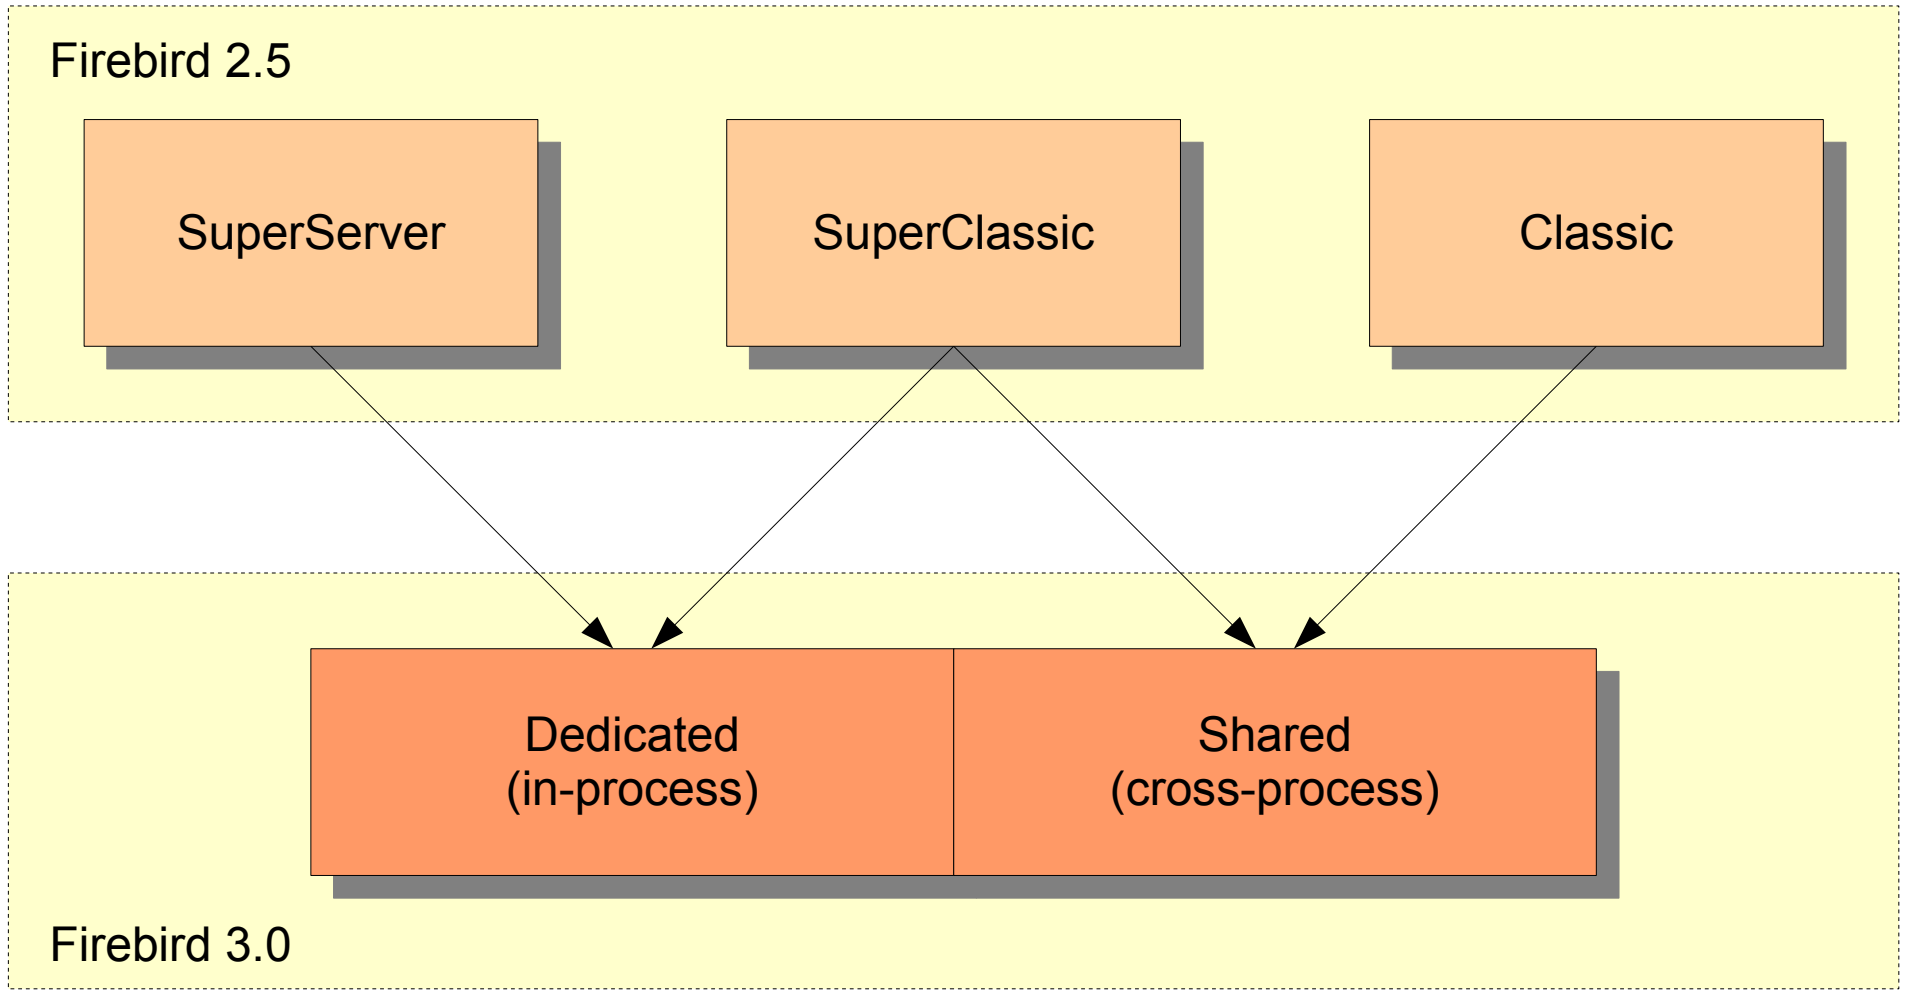 Firebird 2.5
SuperServer
SuperClassic
Classic
Dedicated
(in-process)
Shared
(cross-process)
Firebird 3.0